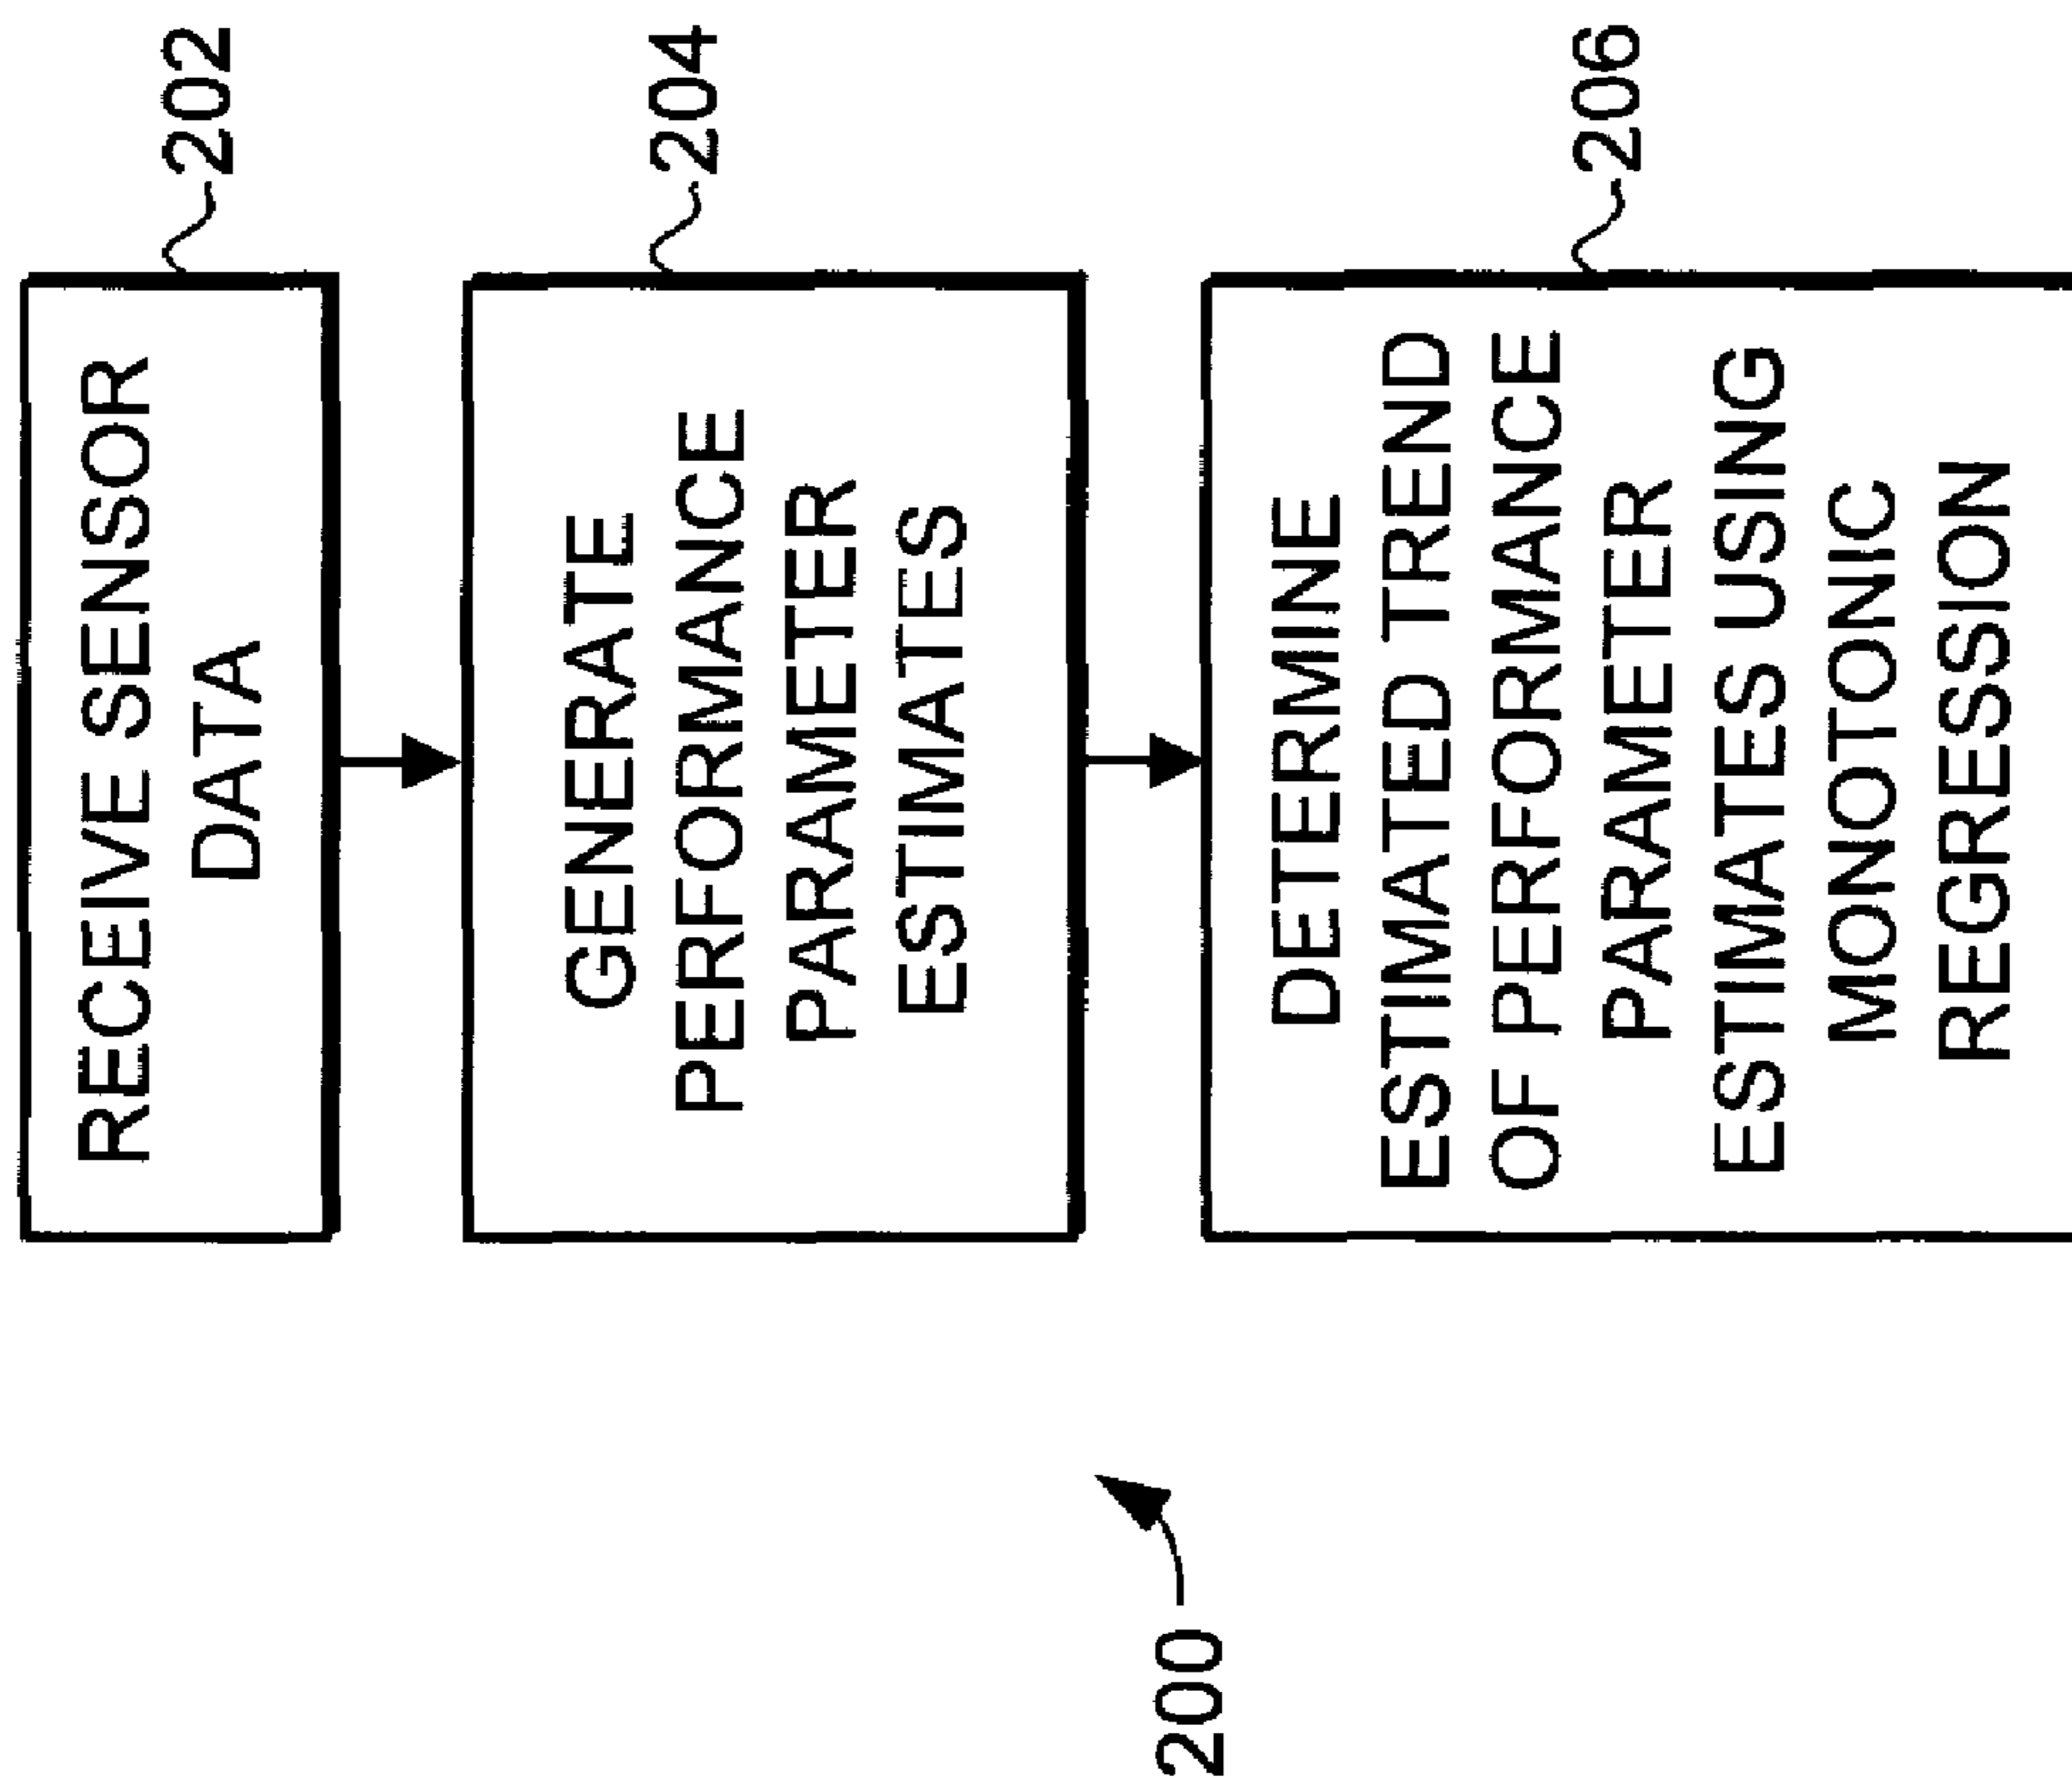 RECEIVE SENSOR
DATA
202
GENERATE
PERFORMANCE
PARAMETER
ESTIMATES
204
DETERMINE
ESTIMATED TREND
OF PERFORMANCE
PARAMETER
ESTIMATES USING
MONOTONIC
REGRESSION
206
200